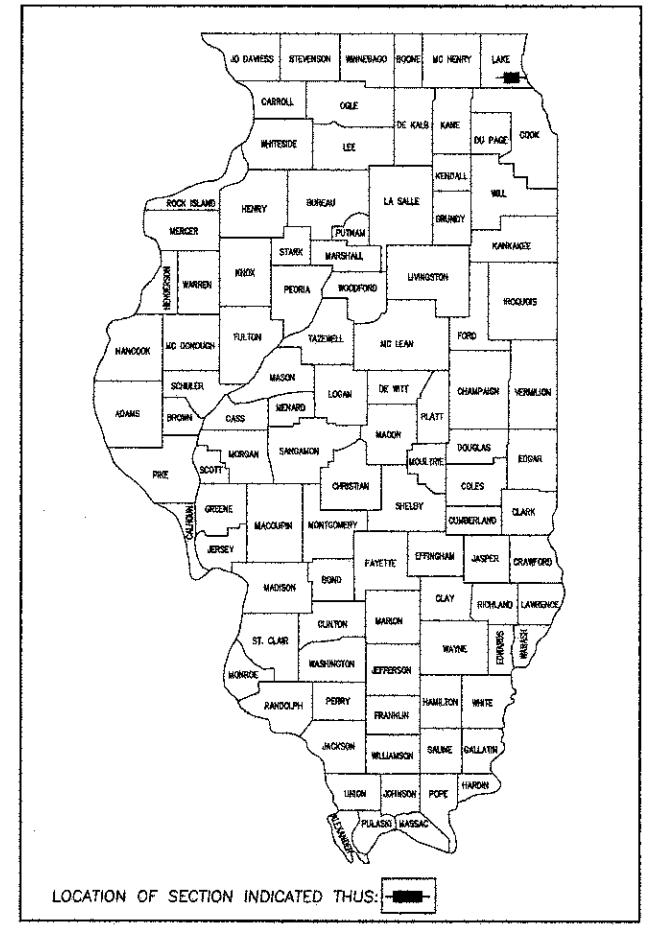 JO DAVIESS STEVENSON WINNEBAGO BOONE MC HENRY LAKE
CARROLL OGLE DE KALB KANE COOK
DU PAGE
WHITESIDE LEE
KENDALL WILL
ROCK ISLAND HENRY BUREAU LA SALLE GRUNDY
MERCER PUTNAM KANKAKEE
STARK MARSHALL
HENDERSON WARREN KNOX PEORIA WOODFORD LIVINGSTON IROQUOIS
HANCOCK MC DONOUGH FULTON TAZEWELL MC LEAN FORD
MASON
SCHULER LOGAN DE WITT CHAMPAIGN VERMILION
ADAMS BROWN CASS MENARD PIATT
MACON
MORGAN SANGAMON MOULTRIE DOUGLAS EDGAR
PIKE SCOTT CHRISTIAN COLES
SHELBY
CALHOUN GREENE MACOUPIN MONTGOMERY CUMBERLAND CLARK
JERSEY
FAYETTE EFFINGHAM JASPER CRAWFORD
MADISON BOND
CLAY RICHLAND LAWRENCE
CLINTON MARION
ST. CLAIR WAYNE EDWARDS WABASH
WASHINGTON JEFFERSON
MONROE
RANDOLPH PERRY HAMILTON WHITE
FRANKLIN
JACKSON WILLIAMSON SALINE GALLATIN
UNION JOHNSON POPE HARDIN
ALEXANDER PULASKI MASSAC
LOCATION OF SECTION INDICATED THUS: